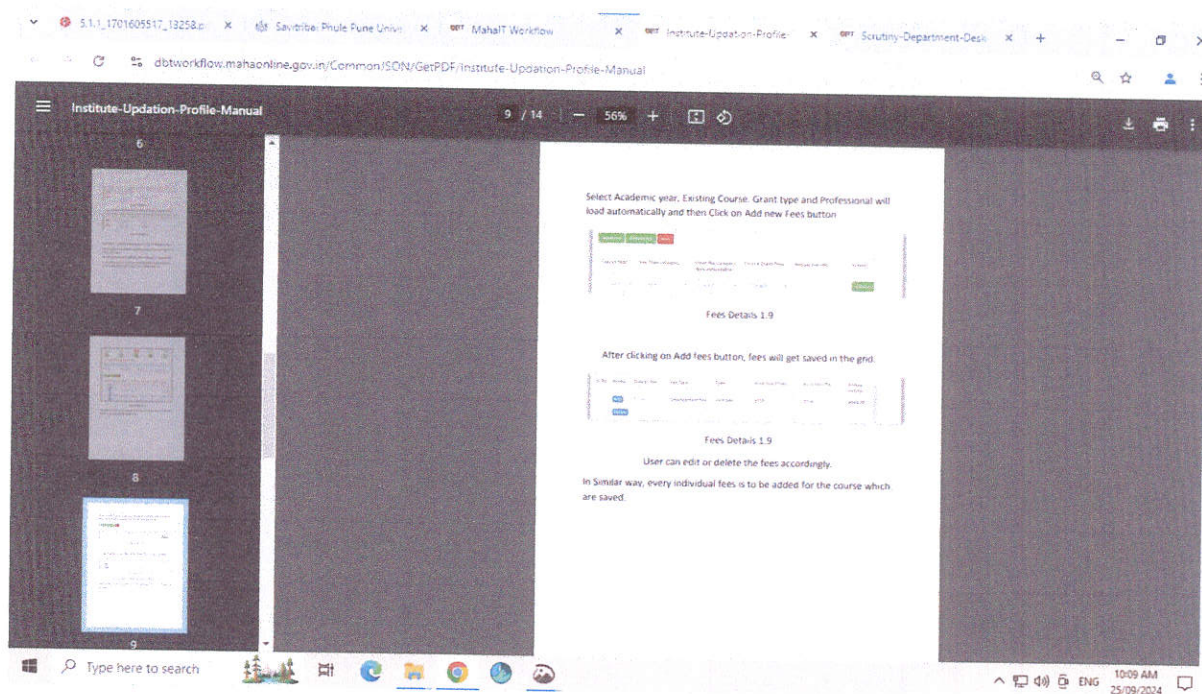 5.1.1_1701605517_13258.p
Savitribai Phule Pune Univ
MahaIT Workflow
Institute-Updation-Profile-
Scrutiny-Department-Desk
dbtworkflow.mahaonline.gov.in/Common/JSON/GetPDF/Institute-Updation-Profile-Manual
Institute-Updation-Profile-Manual
9 / 14
56%
6
7
8
9
Select Academic year, Existing Course. Grant type and Professional will
load automatically and then Click on Add new Fees button
Fees Details 1.9
After clicking on Add fees button, fees will get saved in the grid.
Fees Details 1.9
User can edit or delete the fees accordingly.
In Similar way, every individual fees is to be added for the course which
are saved.
Type here to search
ENG
10:09 AM
25/09/2024